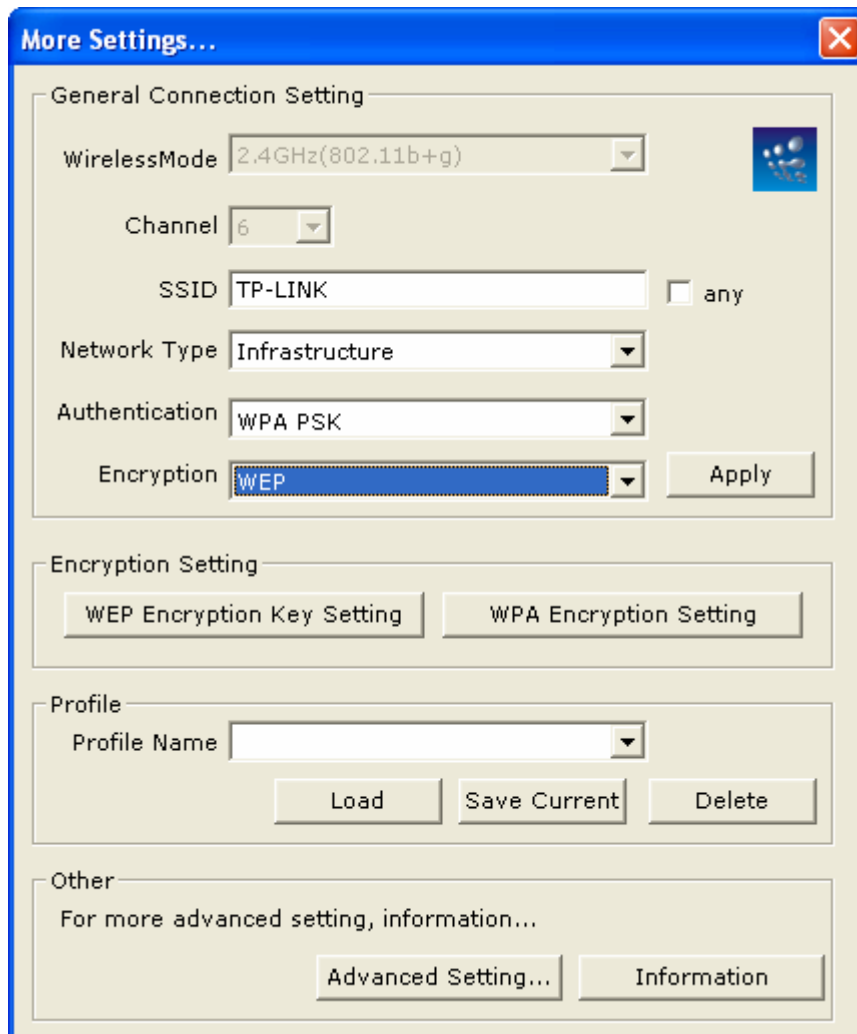 More Settings...
General Connection Setting
WirelessMode 2.4GHz(802.11b+g)
Channel 6
SSID TP-LINK any
Network Type Infrastructure
Authentication WPA PSK
Encryption WEP Apply
Encryption Setting
WEP Encryption Key Setting WPA Encryption Setting
Profile
Profile Name
Load Save Current Delete
Other
For more advanced setting, information...
Advanced Setting... Information